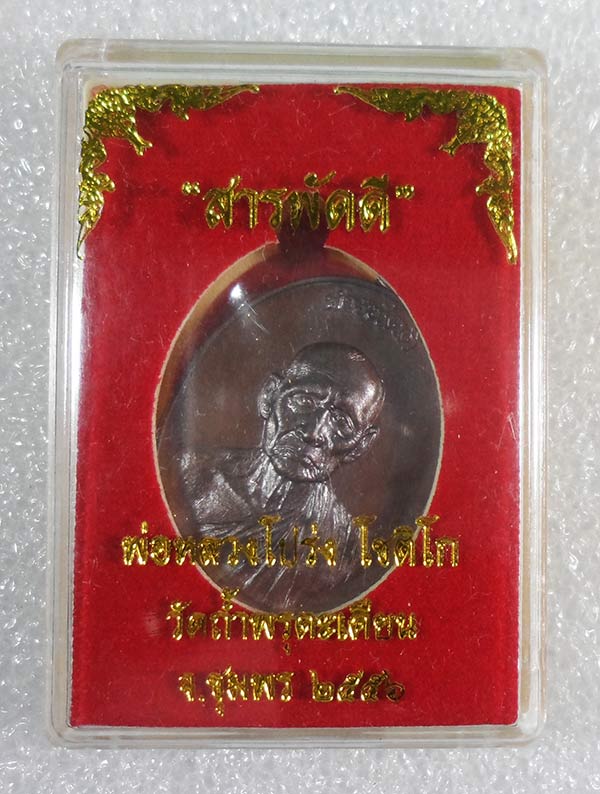 "สารพัดดี"
พ่อหลวงโปร่ง โชติโก
วัดถ้ำพรุตะเคียน
จ.ชุมพร ๒๕๕๖